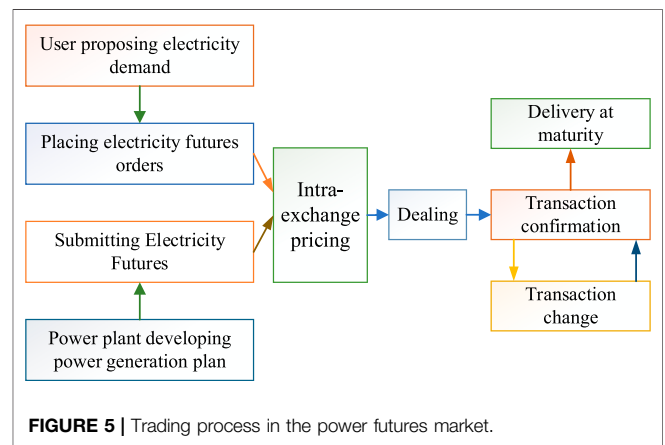 User proposing electricity
demand
Placing electricity futures
orders
Submitting Electricity
Futures
Power plant developing
power generation plan
Intra-
exchange
pricing
Dealing
Delivery at
maturity
Transaction
confirmation
Transaction
change
FIGURE 5 | Trading process in the power futures market.